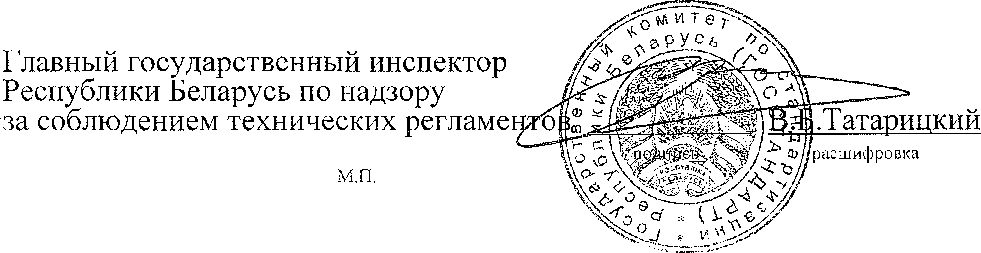 Главный государственный инспектор
Республики Беларусь по надзору
за соблюдением технических регламентов В.Б.Татарицкий
подпись расшифровка
М.П.
Государственный комитет по стандартизации
Республики Беларусь (ГОССТАНДАРТ)